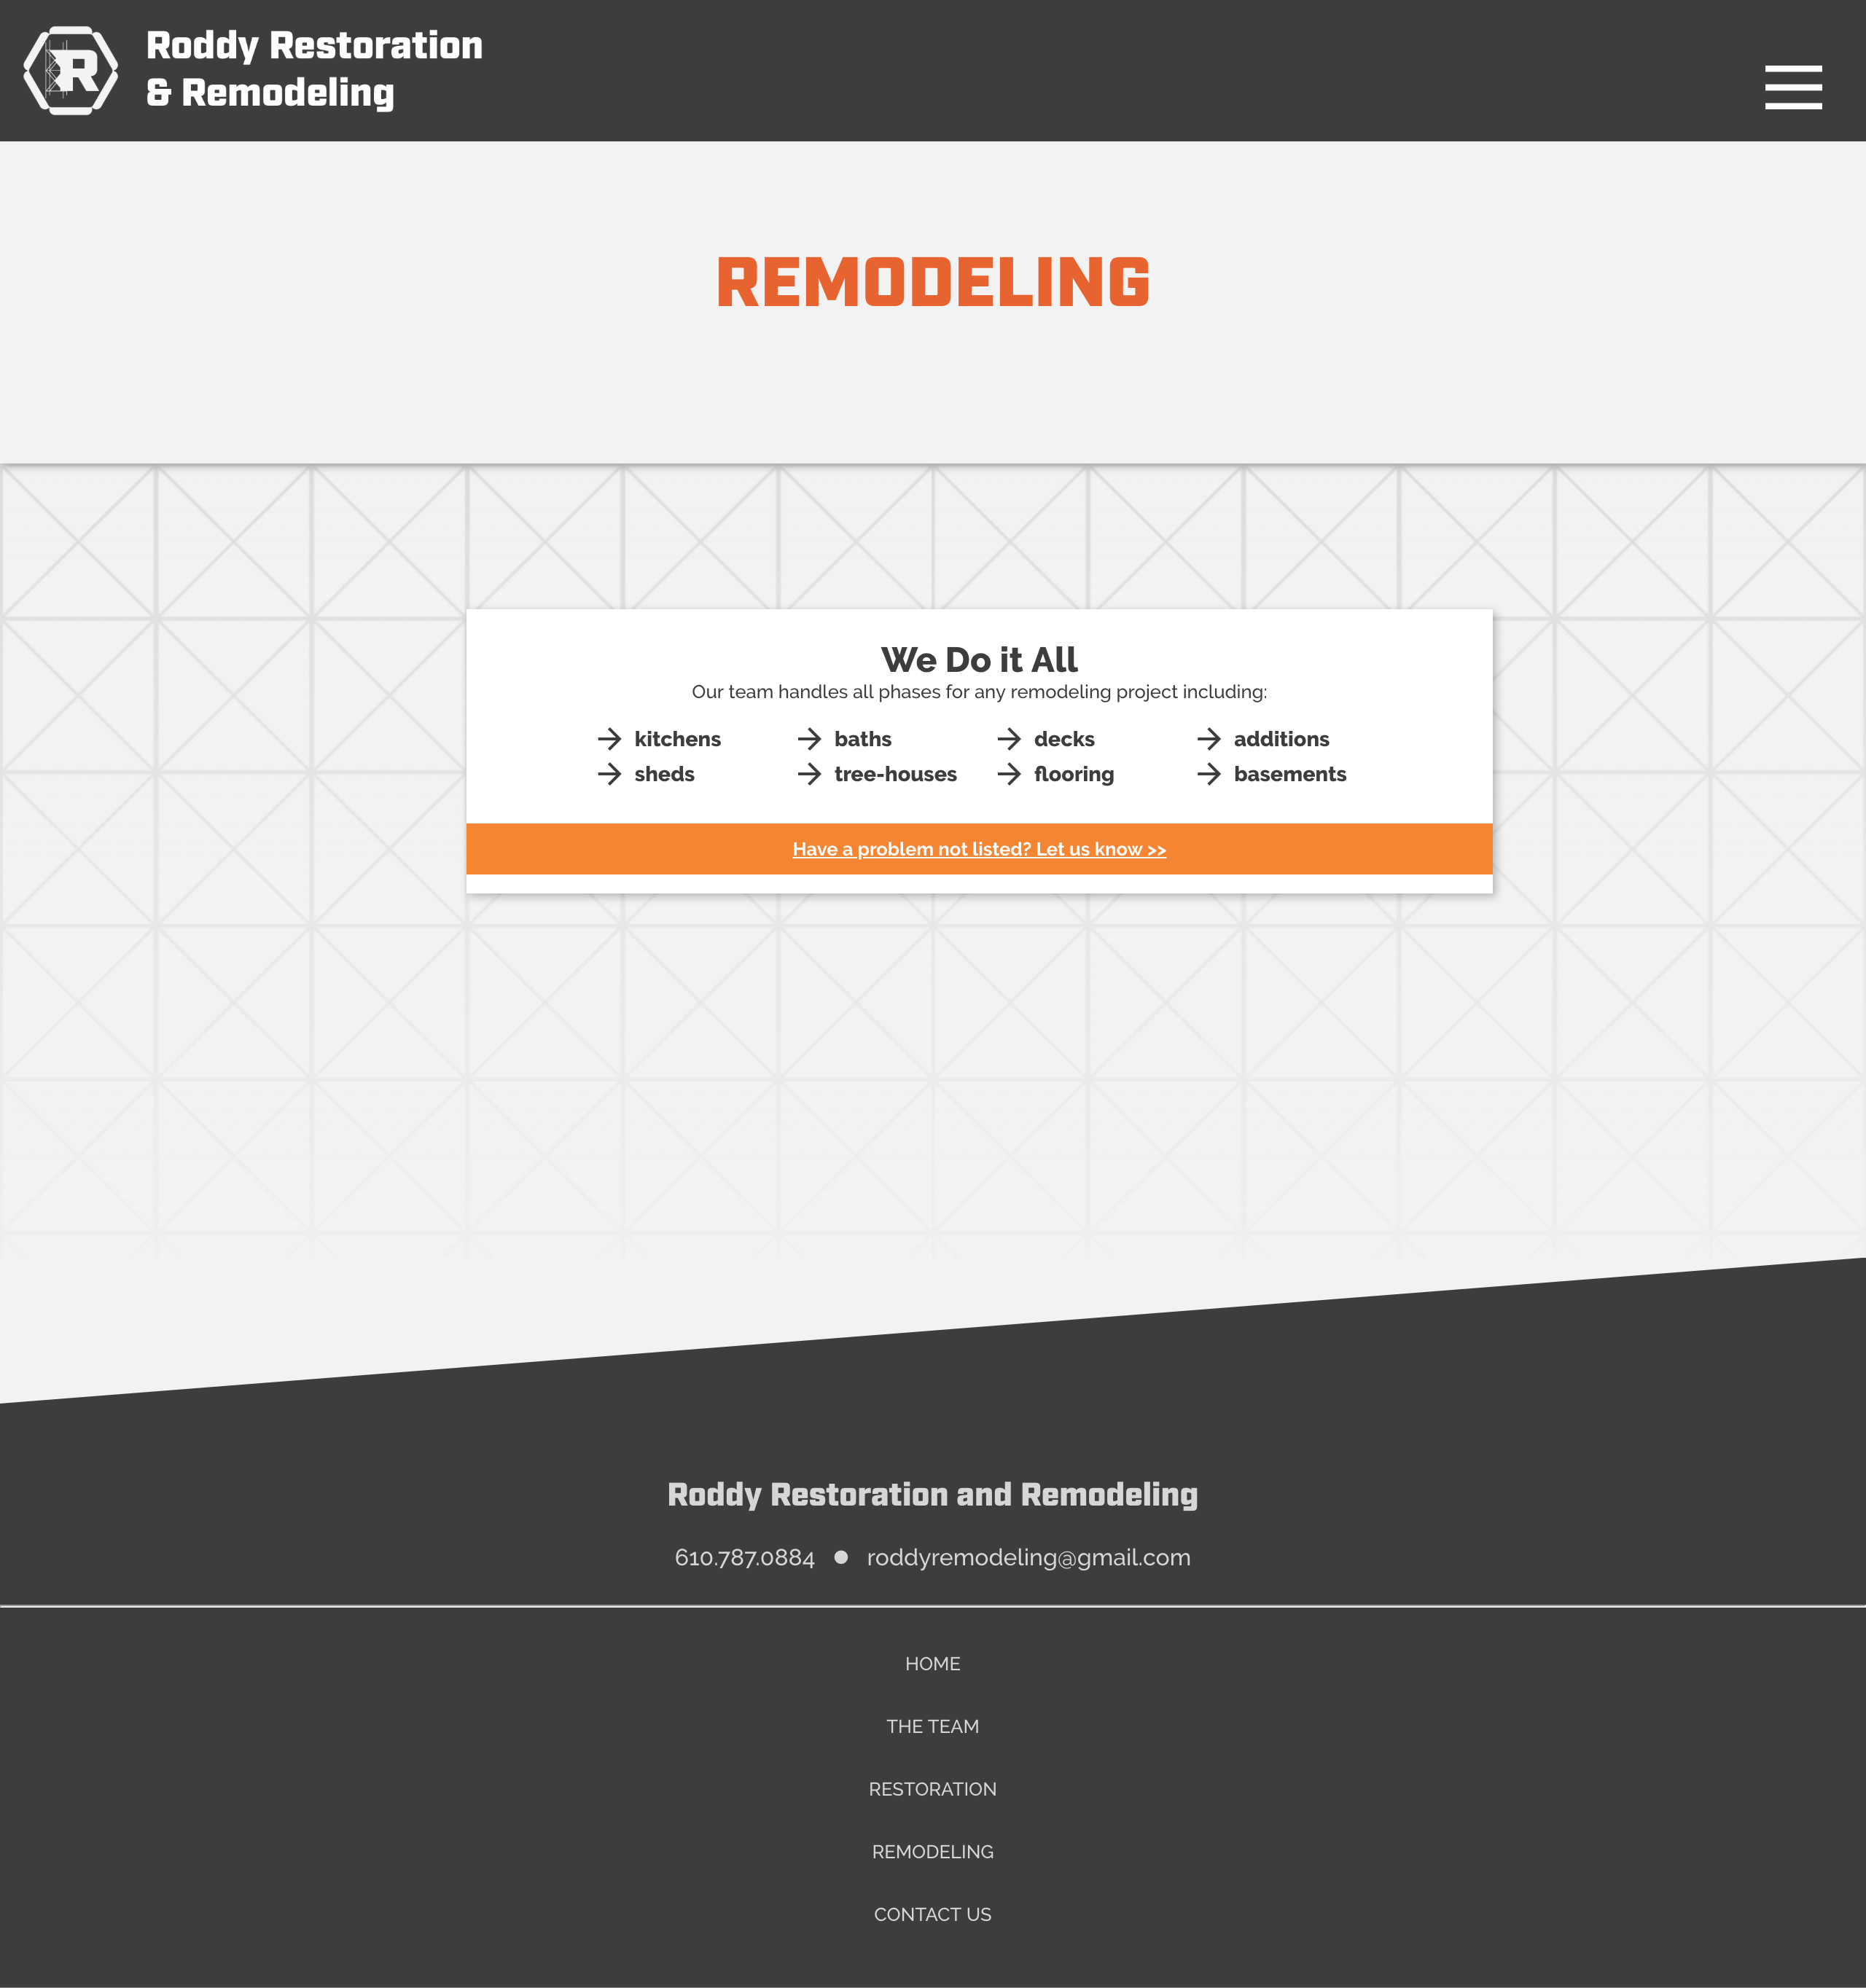 R
Roddy Restoration
& Remodeling
REMODELING
We Do it All
Our team handles all phases for any remodeling project including:
kitchens baths decks additions
sheds tree-houses flooring basements
Have a problem not listed? Let us know >>
Roddy Restoration and Remodeling
610.787.0884 ● roddyremodeling@gmail.com
HOME
THE TEAM
RESTORATION
REMODELING
CONTACT US